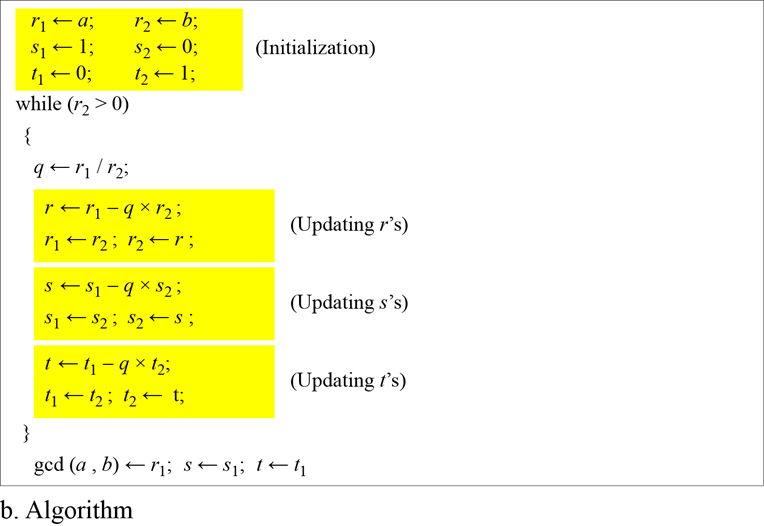 r₁ ← a; r₂ ← b;
s₁ ← 1; s₂ ← 0; (Initialization)
t₁ ← 0; t₂ ← 1;
while (r₂ > 0)
{
q ← r₁ / r₂;
r ← r₁ – q × r₂ ;
(Updating r’s)
r₁ ← r₂ ; r₂ ← r ;
s ← s₁ – q × s₂ ;
(Updating s’s)
s₁ ← s₂ ; s₂ ← s ;
t ← t₁ – q × t₂;
(Updating t’s)
t₁ ← t₂ ; t₂ ← t;
}
gcd (a , b) ← r₁; s ← s₁; t ← t₁
b. Algorithm